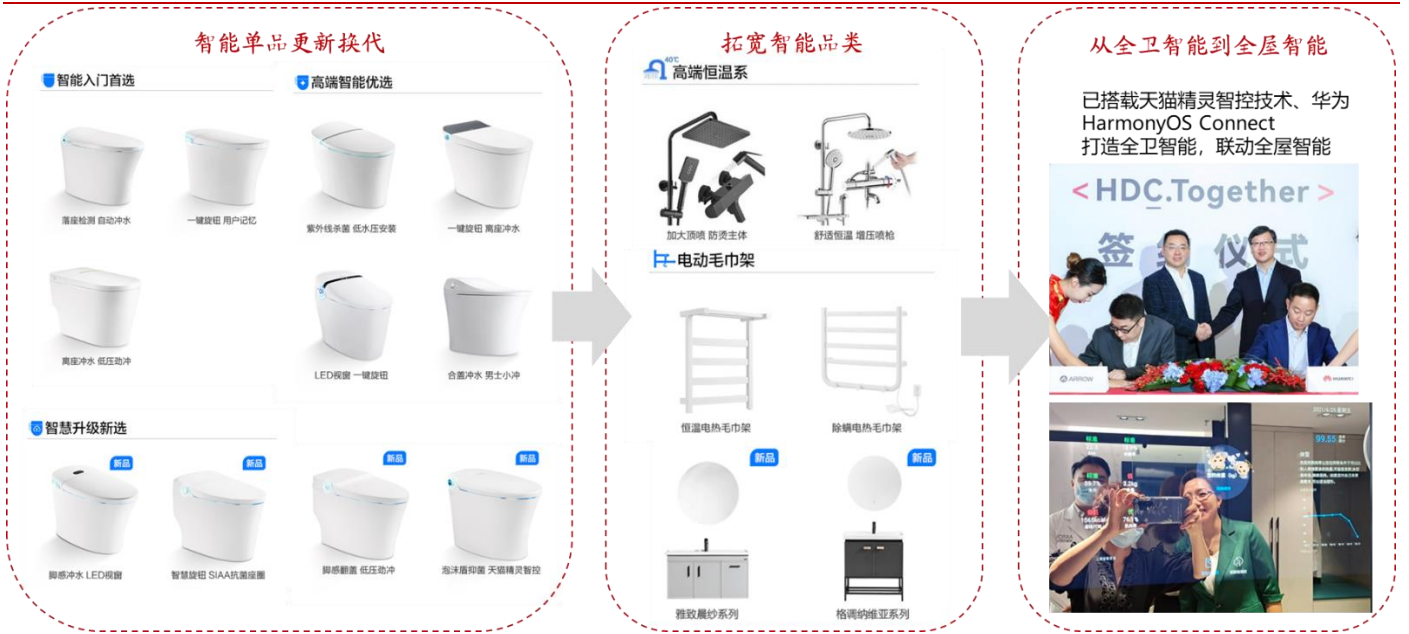 智能单品更新换代
智能入门首选
高端智能优选
落座检测 自动冲水
一键旋钮 用户记忆
紫外线杀菌 低水压安装
一键旋钮 离座冲水
离座冲水 低压劲冲
LED视窗 一键旋钮
合盖冲水 男士小冲
智慧升级新选
新品
新品
新品
新品
脚感冲水 LED视窗
智慧旋钮 SIAA抗菌座圈
脚感翻盖 低压劲冲
泡沫盾抑菌 天猫精灵智控
拓宽智能品类
40℃
高端恒温系
加大顶喷 防烫主体
舒适恒温 增压喷枪
电动毛巾架
恒温电热毛巾架
除螨电热毛巾架
新品
新品
雅致晨纱系列
格调纳维亚系列
从全卫智能到全屋智能
已搭载天猫精灵智控技术、华为
HarmonyOS Connect
打造全卫智能，联动全屋智能
<HDC.Together>
签约仪式
ARROW
HUAWEI
99.55